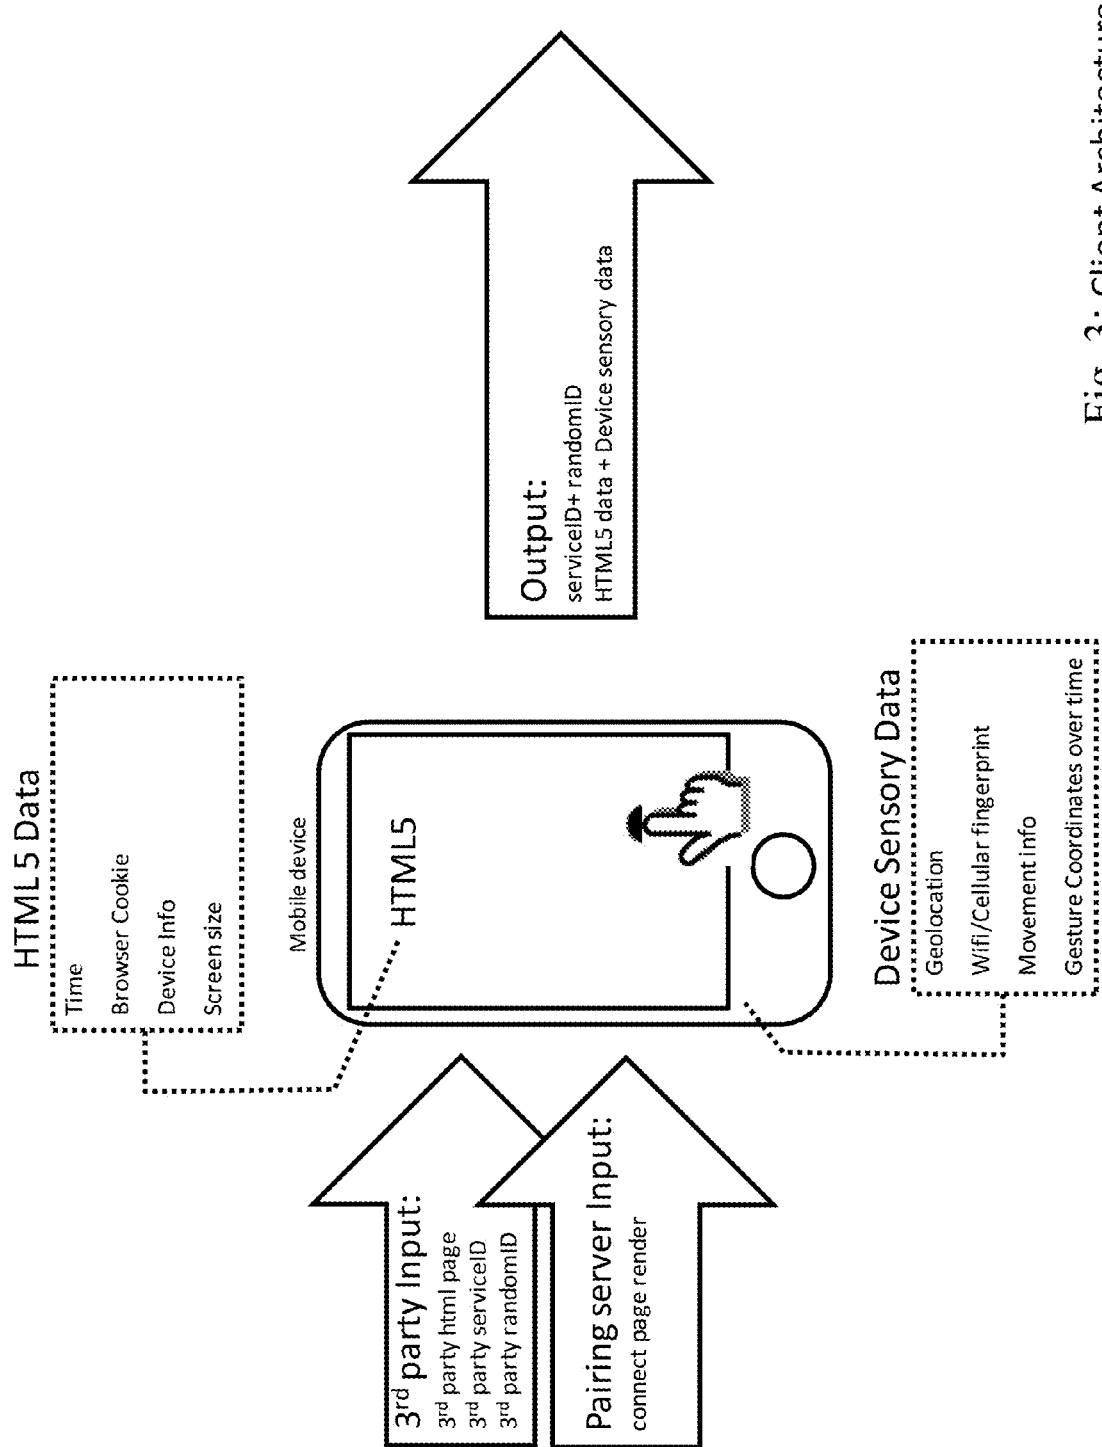 HTML5 Data
Time
Browser Cookie
Device Info
Screen size
Mobile device
HTML5
3rd party Input:
3rd party html page
3rd party serviceID
3rd party randomID
Pairing server Input:
connect page render
Output:
serviceID+ randomID
HTML5 data + Device sensory data
Device Sensory Data
Geolocation
Wifi/Cellular fingerprint
Movement info
Gesture Coordinates over time
Fig. 3: Client Architecture